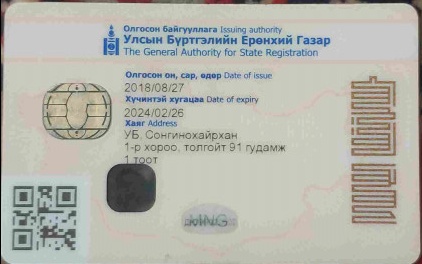 Олгосон байгууллага Issuing authority
Улсын Бүртгэлийн Ерөнхий Газар
The General Authority for State Registration
Олгосон он, сар, өдөр Date of issue
2018/08/27
Хүчинтэй хугацаа Date of expiry
2024/02/26
Хаяг Address
УБ. Сонгинохайрхан
1-р хороо. толгойт 91 гудамж
1 тоот